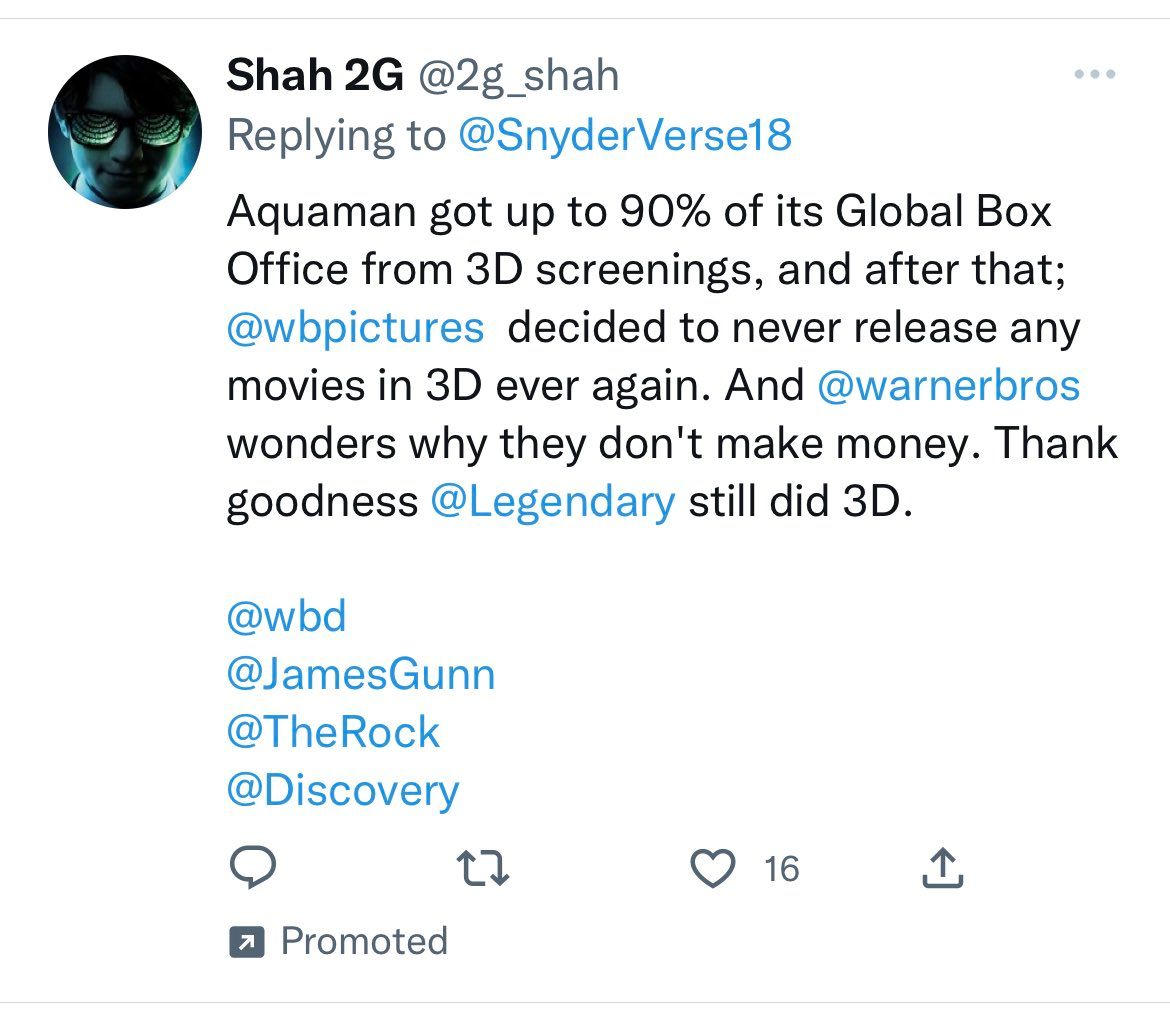 Shah 2G @2g_shah
Replying to @SnyderVerse18
Aquaman got up to 90% of its Global Box
Office from 3D screenings, and after that;
@wbpictures  decided to never release any
movies in 3D ever again. And @warnerbros
wonders why they don't make money. Thank
goodness @Legendary still did 3D.

@wbd
@JamesGunn
@TheRock
@Discovery
16
Promoted